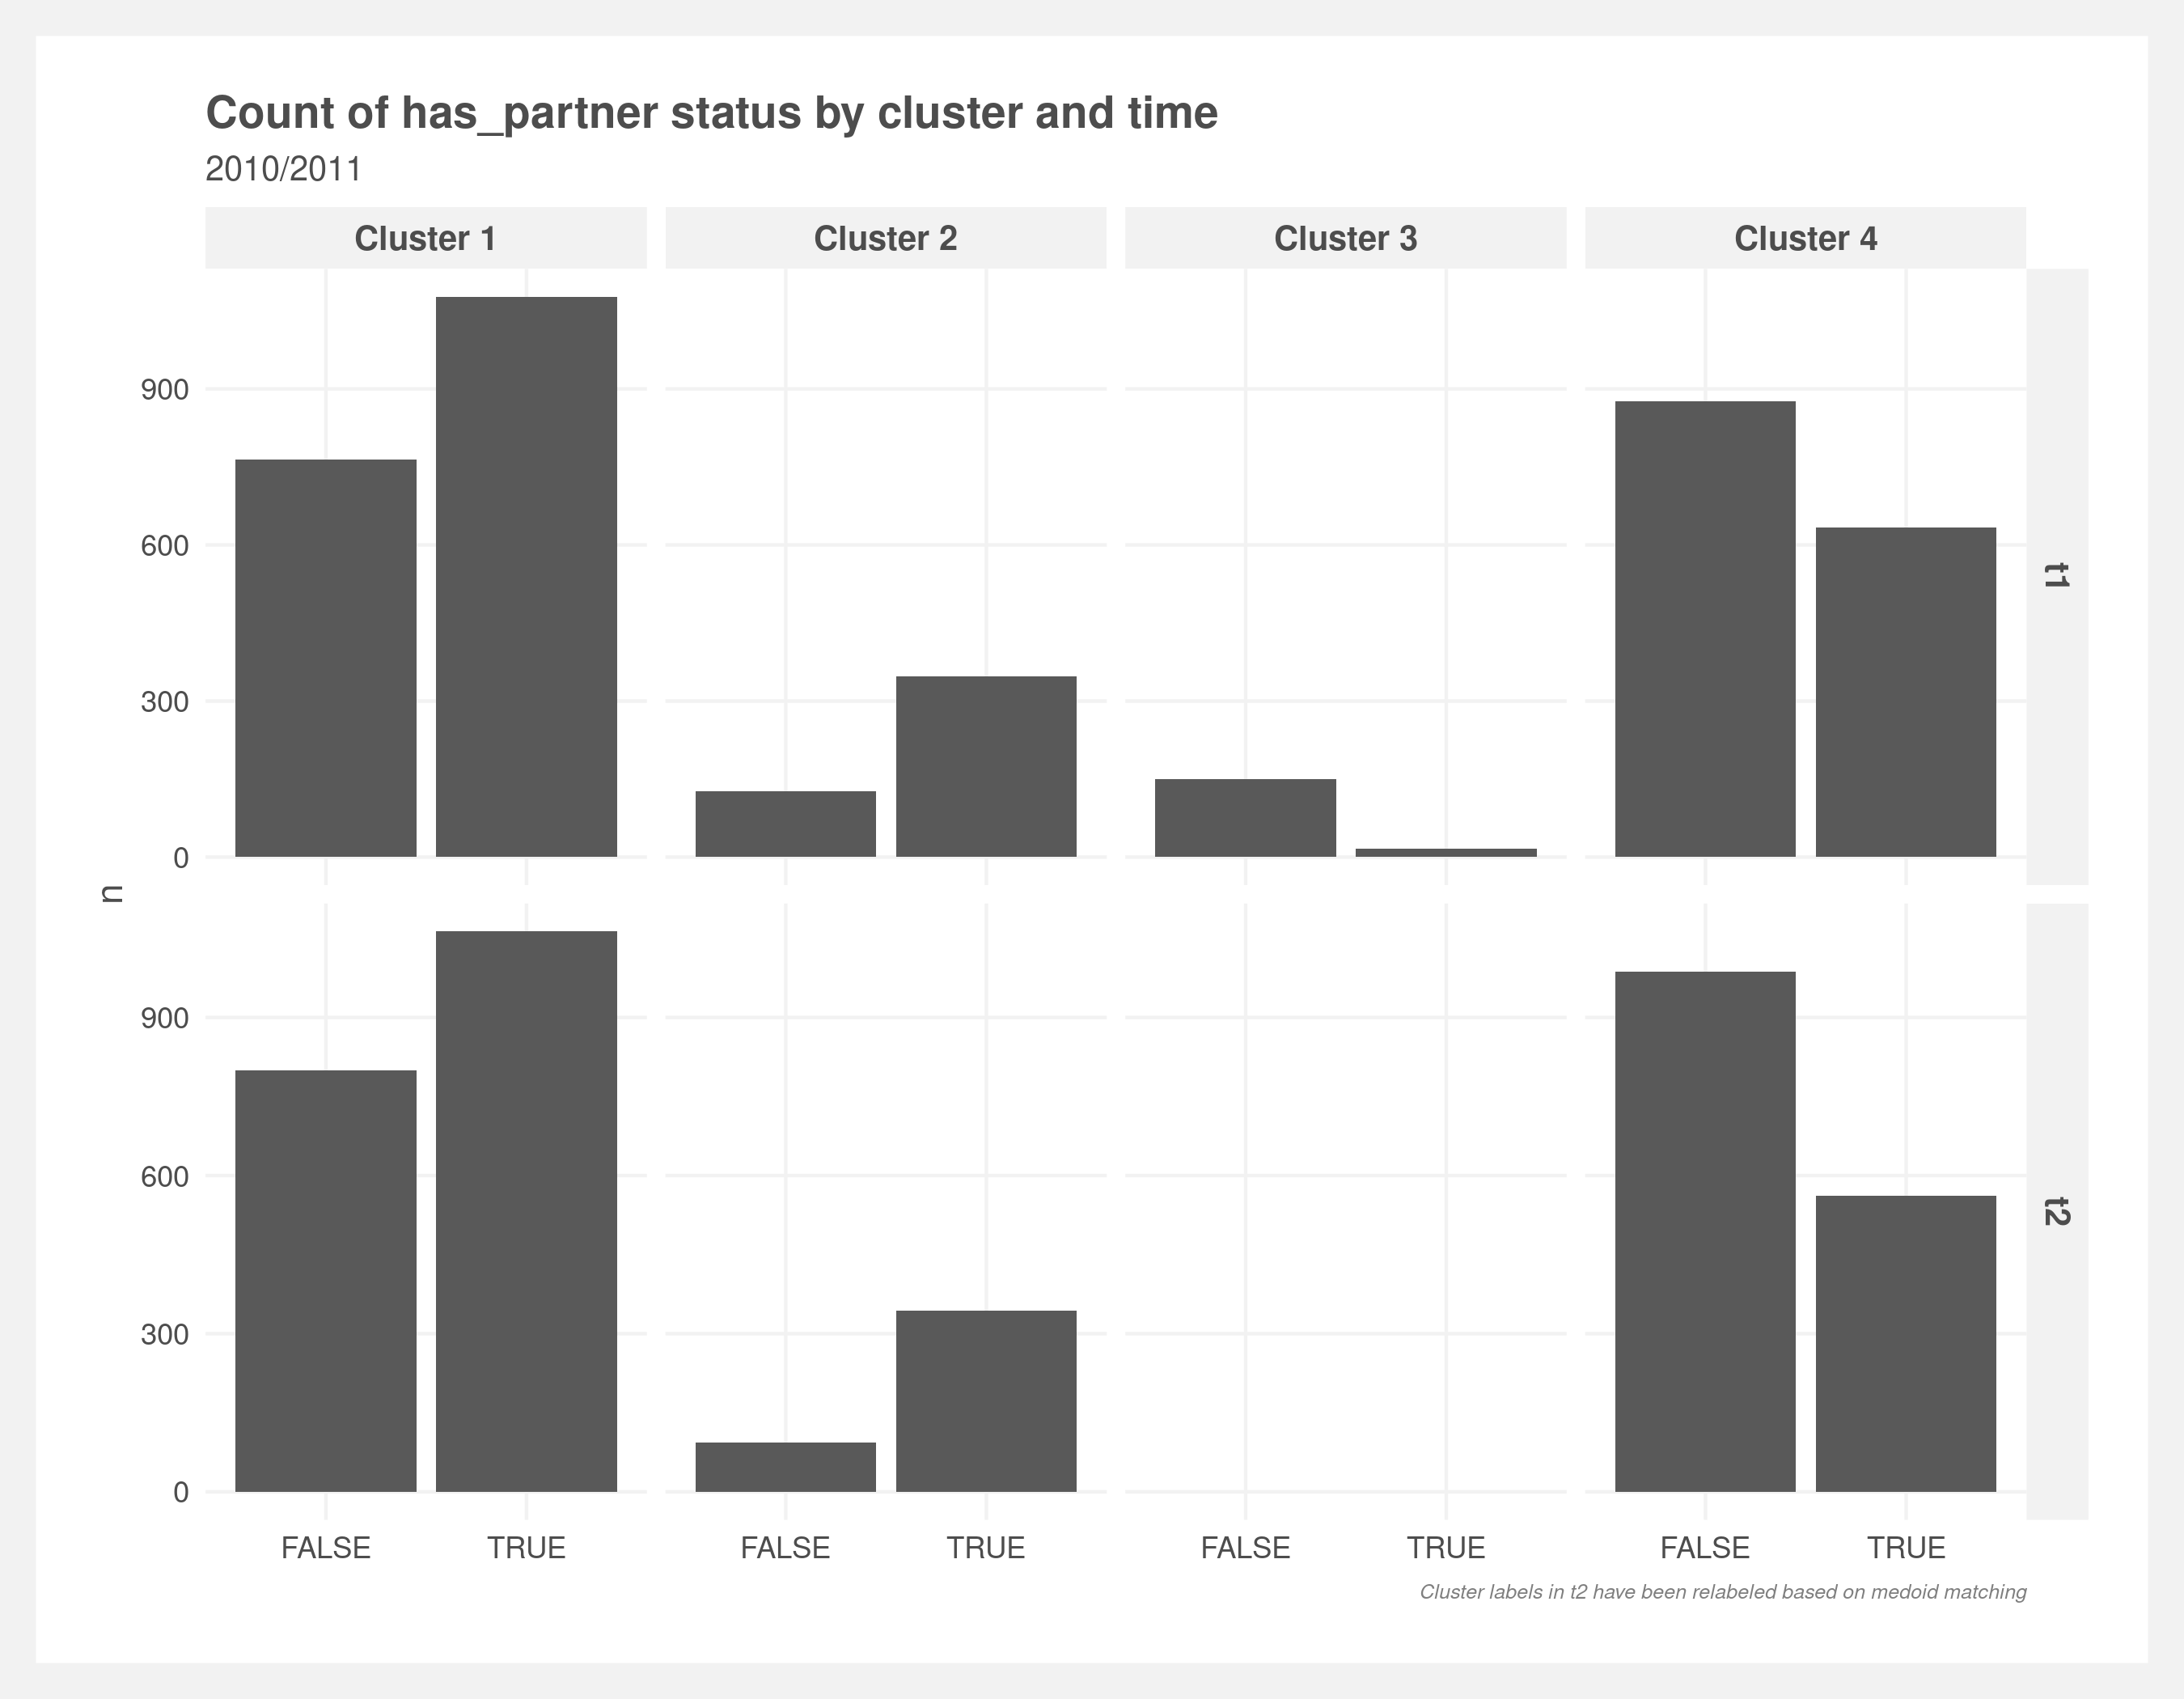 Count of has_partner status by cluster and time
2010/2011
Cluster 1 Cluster 2 Cluster 3 Cluster 4
900
600
300
0
t1
n
900
600
300
0
t2
FALSE TRUE FALSE TRUE FALSE TRUE FALSE TRUE
Cluster labels in t2 have been relabeled based on medoid matching